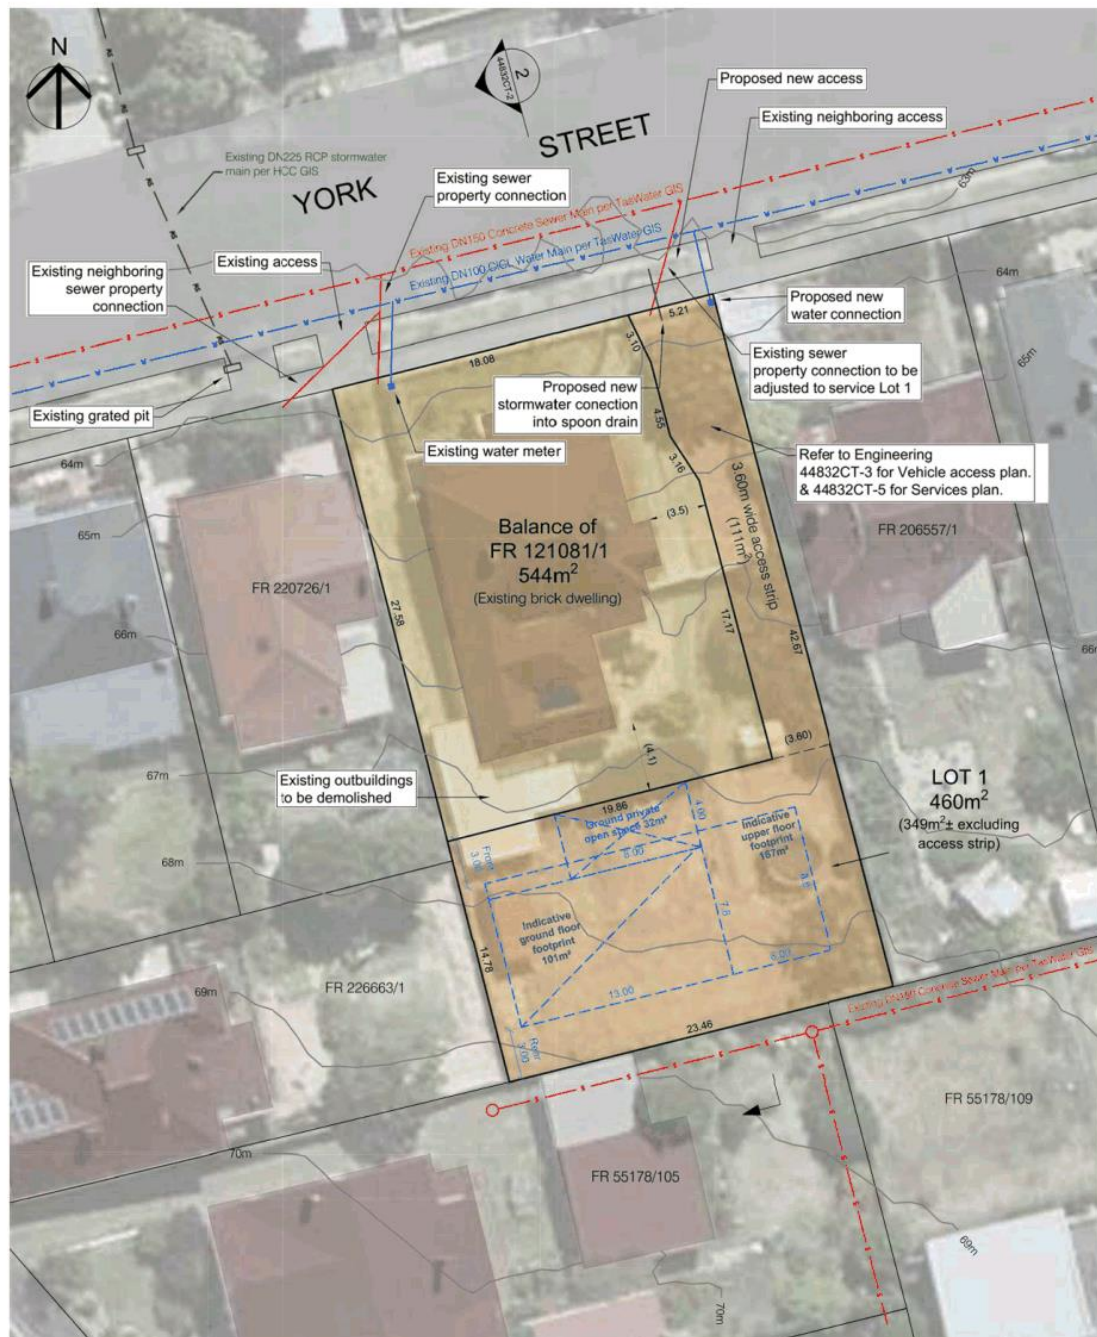 N
2
44832CT-2
Proposed new access
Existing neighboring access
STREET
YORK
Existing DN225 RCP stormwater
main per HCC GIS
Existing sewer
property connection
Existing DN150 Concrete Sewer Main per TasWater GIS
Existing DN100 CICL Water Main per TasWater GIS
63m
Existing access
Existing neighboring
sewer property
connection
64m
Proposed new
water connection
5.21
3.10
18.08
Existing sewer
property connection to be
adjusted to service Lot 1
65m
Proposed new
stormwater conection
into spoon drain
Existing grated pit
4.55
Existing water meter
3.16
Refer to Engineering
44832CT-3 for Vehicle access plan.
& 44832CT-5 for Services plan.
64m
3.60m wide access strip
(111m²)
(3.5)
FR 206557/1
Balance of
FR 121081/1
544m²
(Existing brick dwelling)
65m
FR 220726/1
27.58
17.17
42.67
66m
66m
(3.60)
(4.1)
67m
Existing outbuildings
to be demolished
LOT 1
460m²
(349m²± excluding
access strip)
19.86
Ground private
open space 32m²
4.00
Indicative
upper floor
footprint
167m²
68m
Front
3.00
8.00
7.8
Indicative
ground floor
footprint
101m²
14.78
8.00
13.00
69m
FR 226663/1
Existing DN150 Concrete Sewer Main per TasWater GIS
23.46
Rear
3.00
FR 55178/109
70m
FR 55178/105
69m
70m